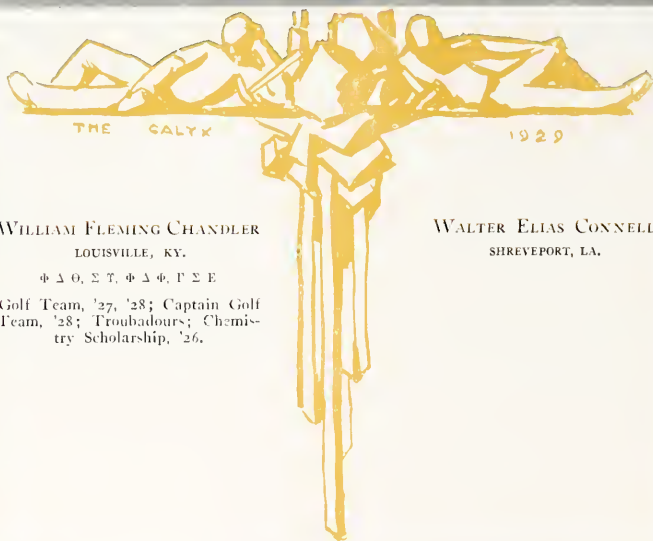 THE CALYX
1929
WILLIAM FLEMING CHANDLER
LOUISVILLE, KY.
Φ Δ Θ, Σ Υ, Φ Δ Φ, Γ Σ Ε
Golf Team, '27, '28; Captain Golf
Team, '28; Troubadours; Chemis-
try Scholarship, '26.
WALTER ELIAS CONNELL
SHREVEPORT, LA.